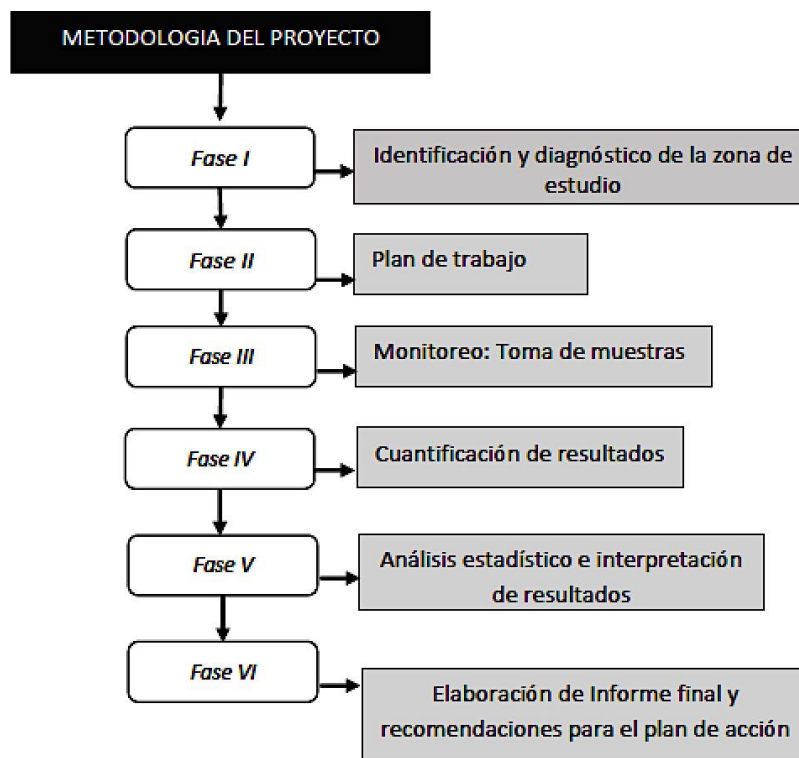 METODOLOGIA DEL PROYECTO
Fase I
Identificación y diagnóstico de la zona de
estudio
Fase II
Plan de trabajo
Fase III
Monitoreo: Toma de muestras
Fase IV
Cuantificación de resultados
Fase V
Análisis estadístico e interpretación
de resultados
Fase VI
Elaboración de Informe final y
recomendaciones para el plan de acción